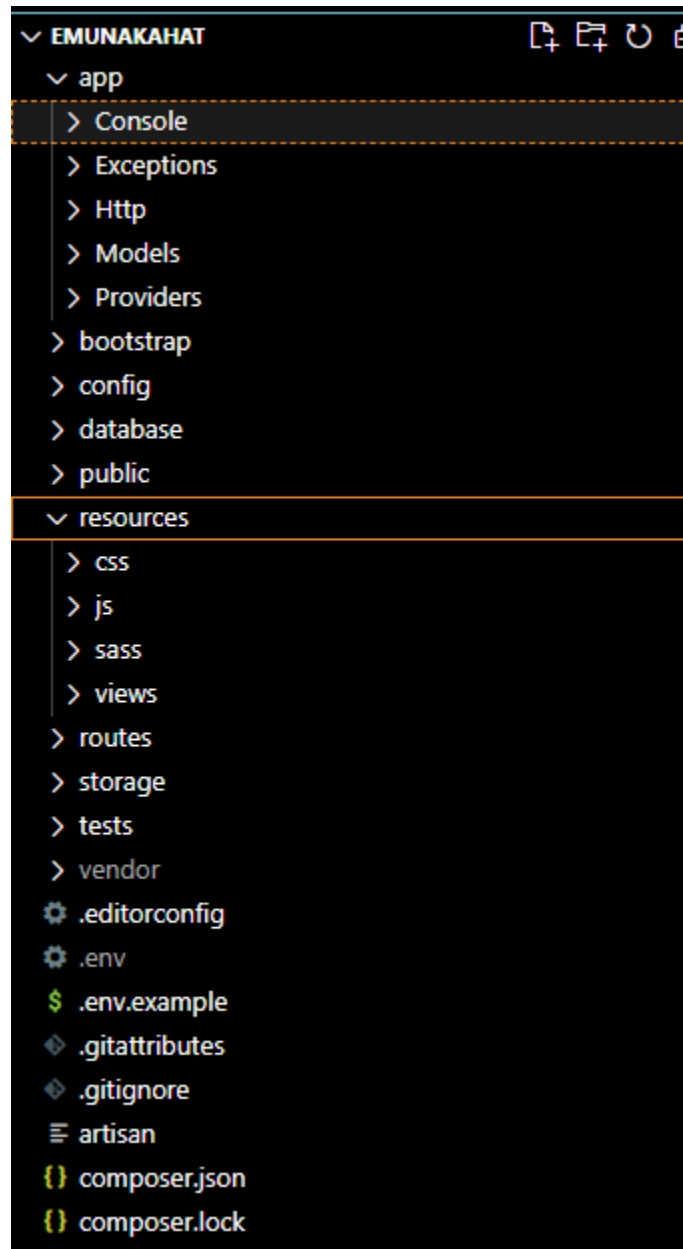 EMUNAKAHAT
app
Console
Exceptions
Http
Models
Providers
bootstrap
config
database
public
resources
css
js
sass
views
routes
storage
tests
vendor
.editorconfig
.env
$ .env.example
.gitattributes
.gitignore
artisan
{} composer.json
{} composer.lock